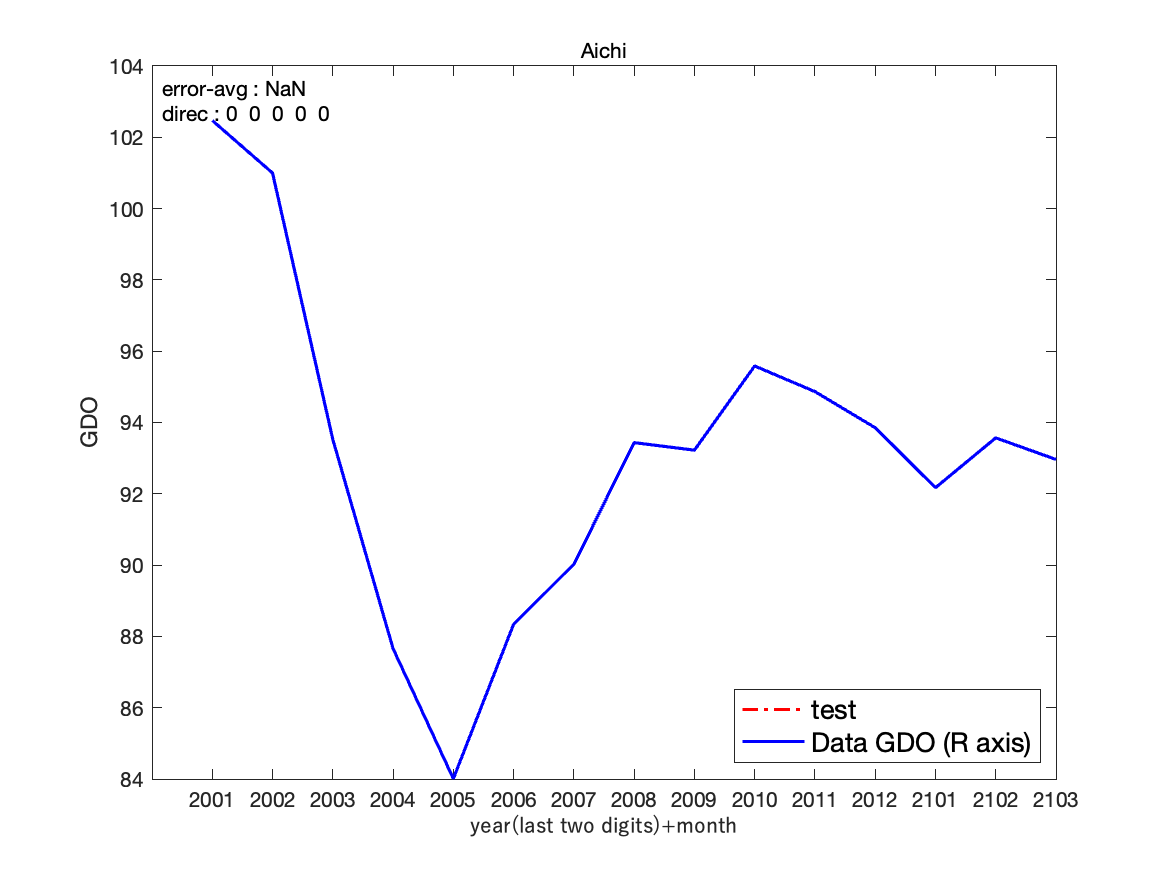 Aichi
error-avg : NaN
direc : 0 0 0 0 0
104
102
100
98
96
94
92
90
88
86
84
GDO
test
Data GDO (R axis)
2001 2002 2003 2004 2005 2006 2007 2008 2009 2010 2011 2012 2101 2102 2103
year(last two digits)+month